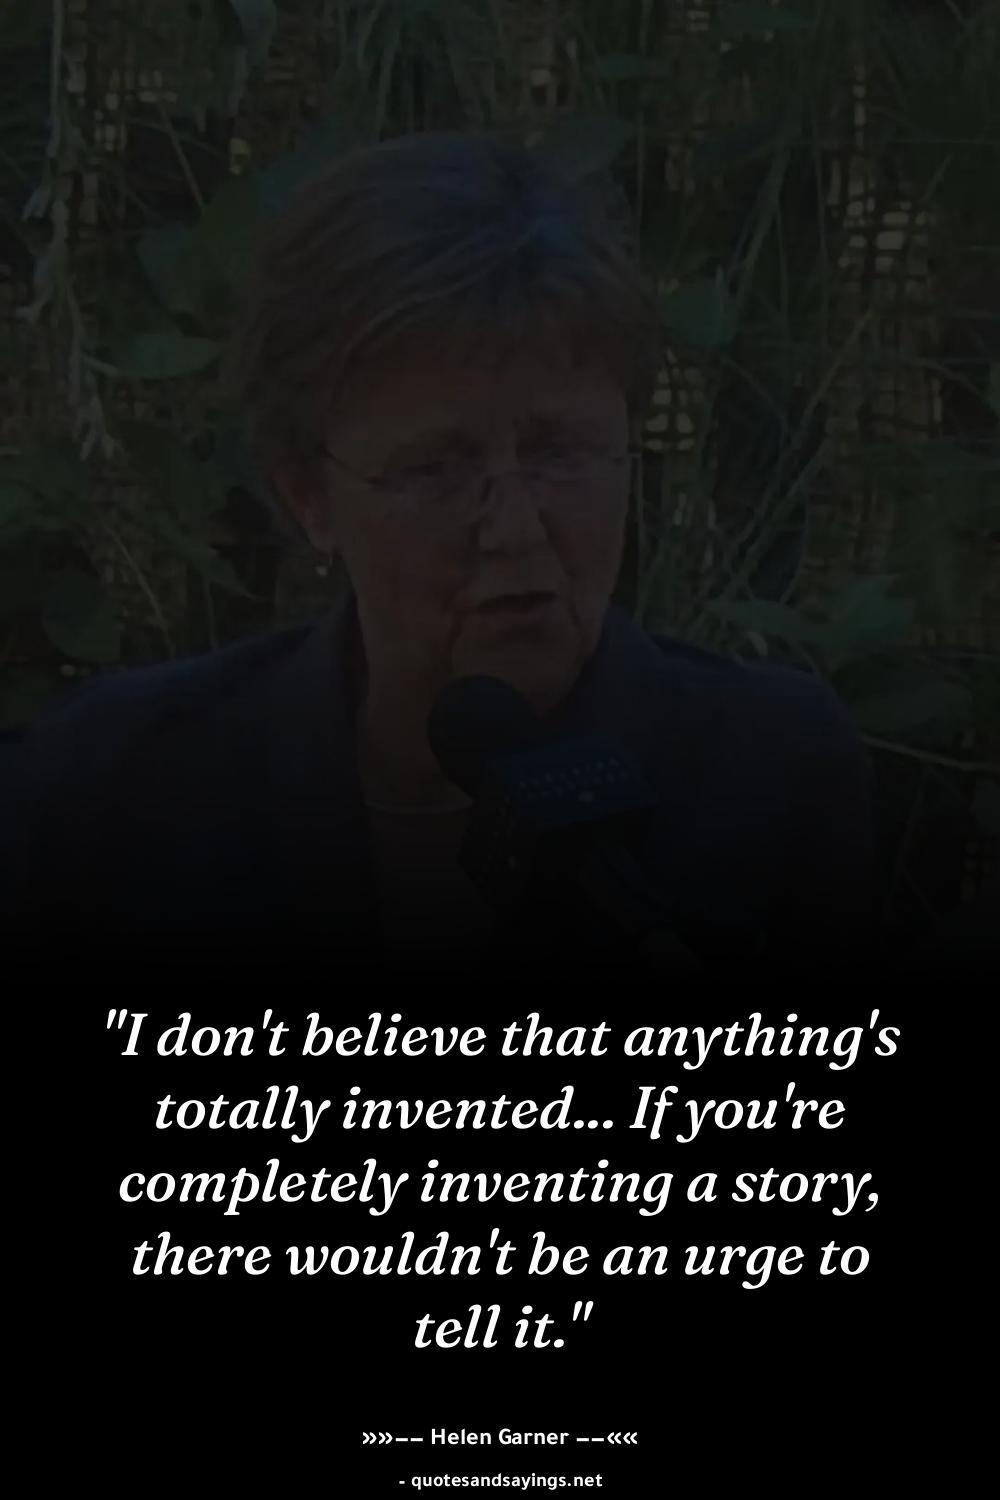 "I don't believe that anything's
totally invented... If you're
completely inventing a story,
there wouldn't be an urge to
tell it."
»»−− Helen Garner −−««
- quotesandsayings.net